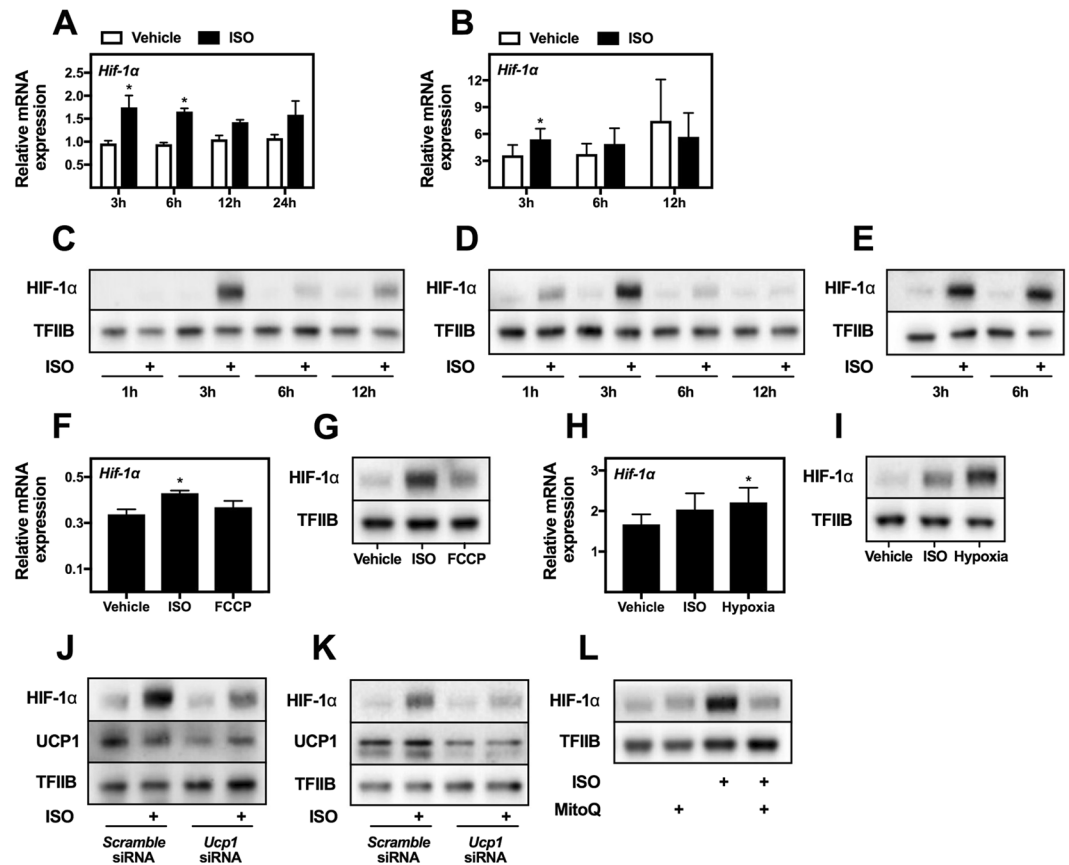 A
Vehicle ISO
Relative mRNA
expression
Hif-1α
2.5
2.0
1.5
1.0
0.5
3h 6h 12h 24h
B
Vehicle ISO
Relative mRNA
expression
Hif-1α
12
9
6
3
3h 6h 12h
*
*
*
C
HIF-1α
TFIIB
ISO + + + +
1h 3h 6h 12h
D
HIF-1α
TFIIB
ISO + + + +
1h 3h 6h 12h
E
HIF-1α
TFIIB
ISO + +
3h 6h
F
Relative mRNA
expression
Hif-1α
*
0.5
0.3
0.1
Vehicle ISO FCCP
G
HIF-1α
TFIIB
Vehicle ISO FCCP
H
Relative mRNA
expression
Hif-1α
*
3
2
1
Vehicle ISO Hypoxia
I
HIF-1α
TFIIB
Vehicle ISO Hypoxia
J
HIF-1α
UCP1
TFIIB
ISO + +
Scramble Ucp1
siRNA siRNA
K
HIF-1α
UCP1
TFIIB
ISO + +
Scramble Ucp1
siRNA siRNA
L
HIF-1α
TFIIB
ISO + +
MitoQ + +